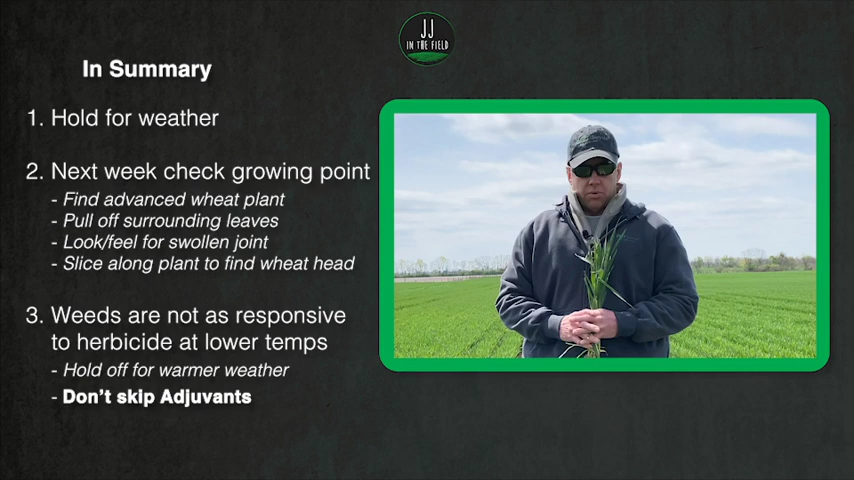 JJ
IN THE FIELD
In Summary
1. Hold for weather
2. Next week check growing point
- Find advanced wheat plant
- Pull off surrounding leaves
- Look/feel for swollen joint
- Slice along plant to find wheat head
3. Weeds are not as responsive
to herbicide at lower temps
- Hold off for warmer weather
- Don't skip Adjuvants